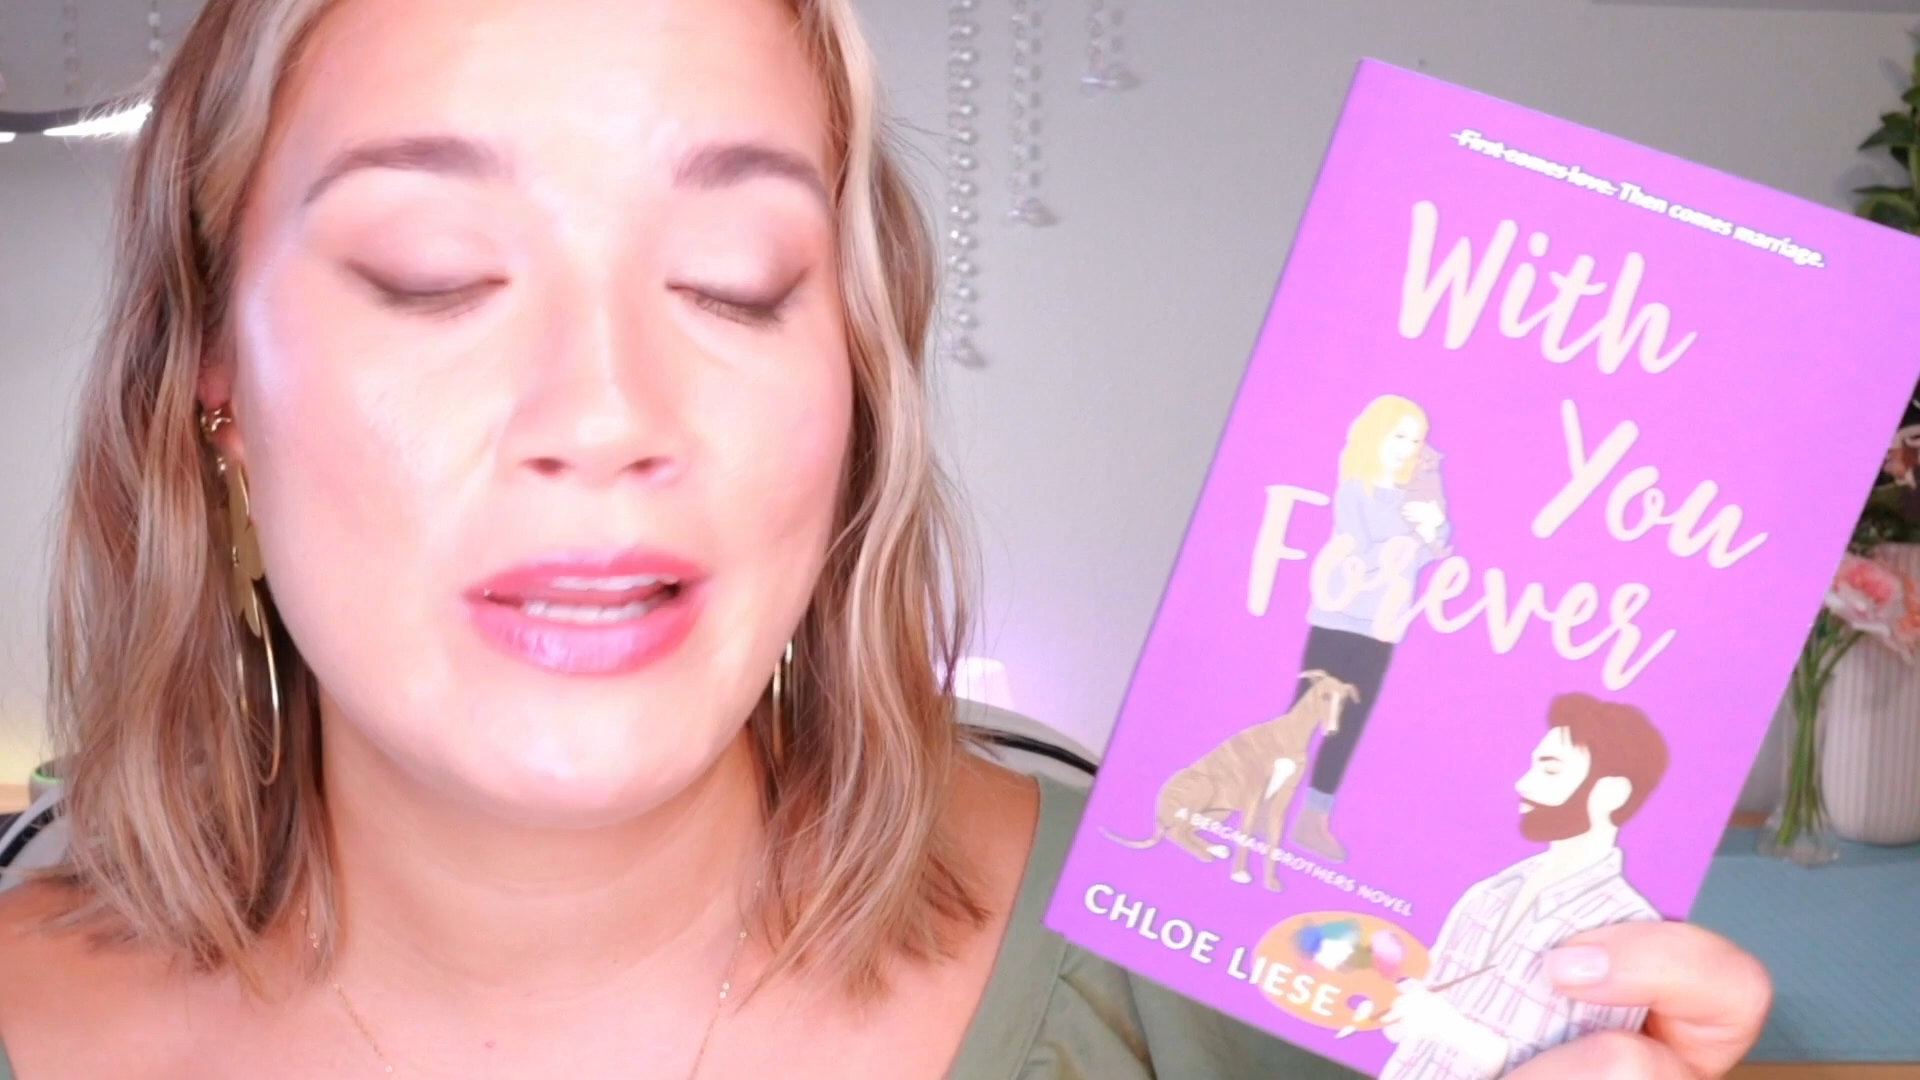 First comes love. Then comes marriage.
With
You
Forever
A BERGMAN BROTHERS NOVEL
CHLOE LIESE